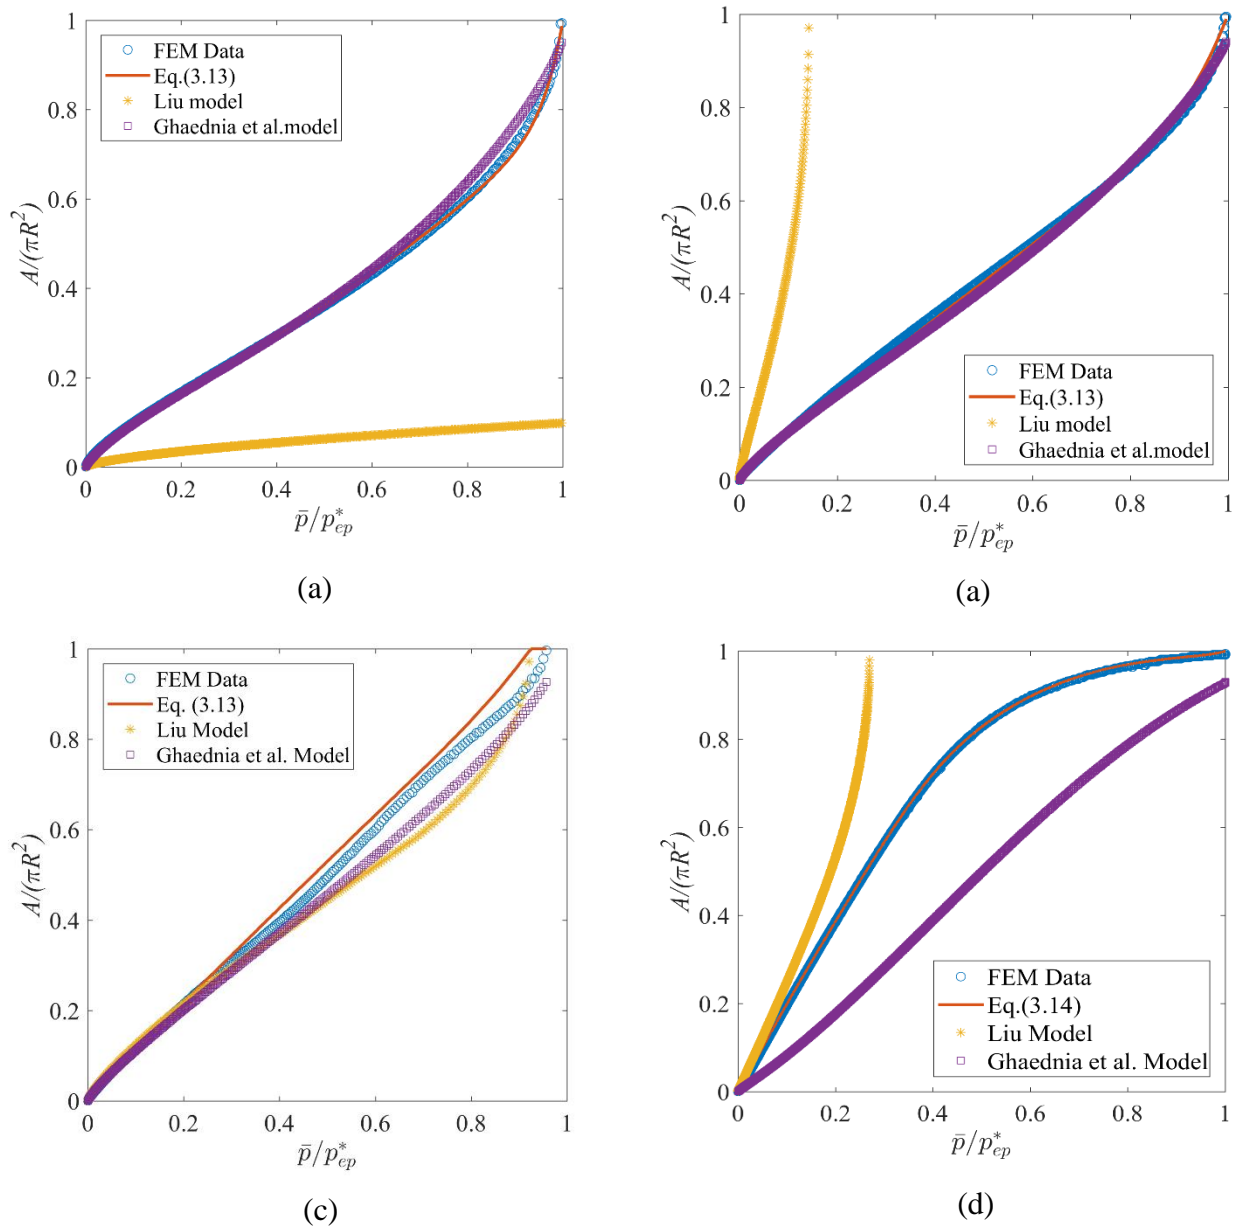 1
0.8
0.6
0.4
0.2
0
A/(πR²)
FEM Data
Eq.(3.13)
Liu model
Ghaednia et al.model
0 0.2 0.4 0.6 0.8 1
p̄/p*ep
(a)
1
0.8
0.6
0.4
0.2
0
A/(πR²)
FEM Data
Eq.(3.13)
Liu model
Ghaednia et al.model
0 0.2 0.4 0.6 0.8 1
p̄/p*ep
(a)
1
0.8
0.6
0.4
0.2
0
A/(πR²)
FEM Data
Eq. (3.13)
Liu Model
Ghaednia et al. Model
0 0.2 0.4 0.6 0.8 1
p̄/p*ep
(c)
1
0.8
0.6
0.4
0.2
0
A/(πR²)
FEM Data
Eq.(3.14)
Liu Model
Ghaednia et al. Model
0 0.2 0.4 0.6 0.8 1
p̄/p*ep
(d)